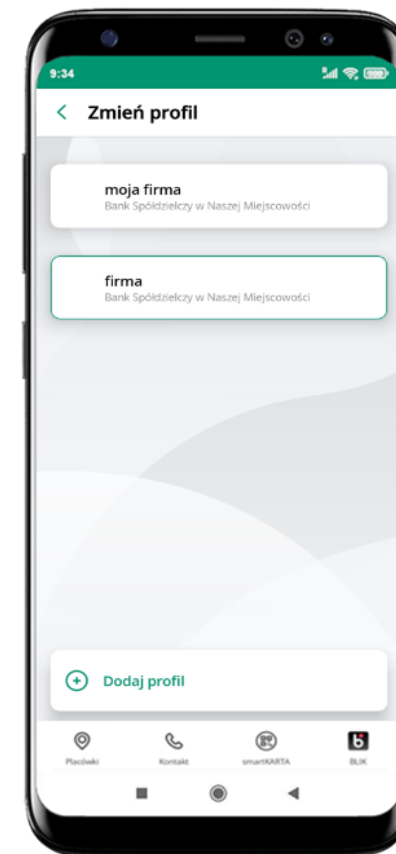 9:34
Zmień profil
moja firma
Bank Spółdzielczy w Naszej Miejscowości
firma
Bank Spółdzielczy w Naszej Miejscowości
Dodaj profil
Placówki Kontakt smartKARTA BLIK